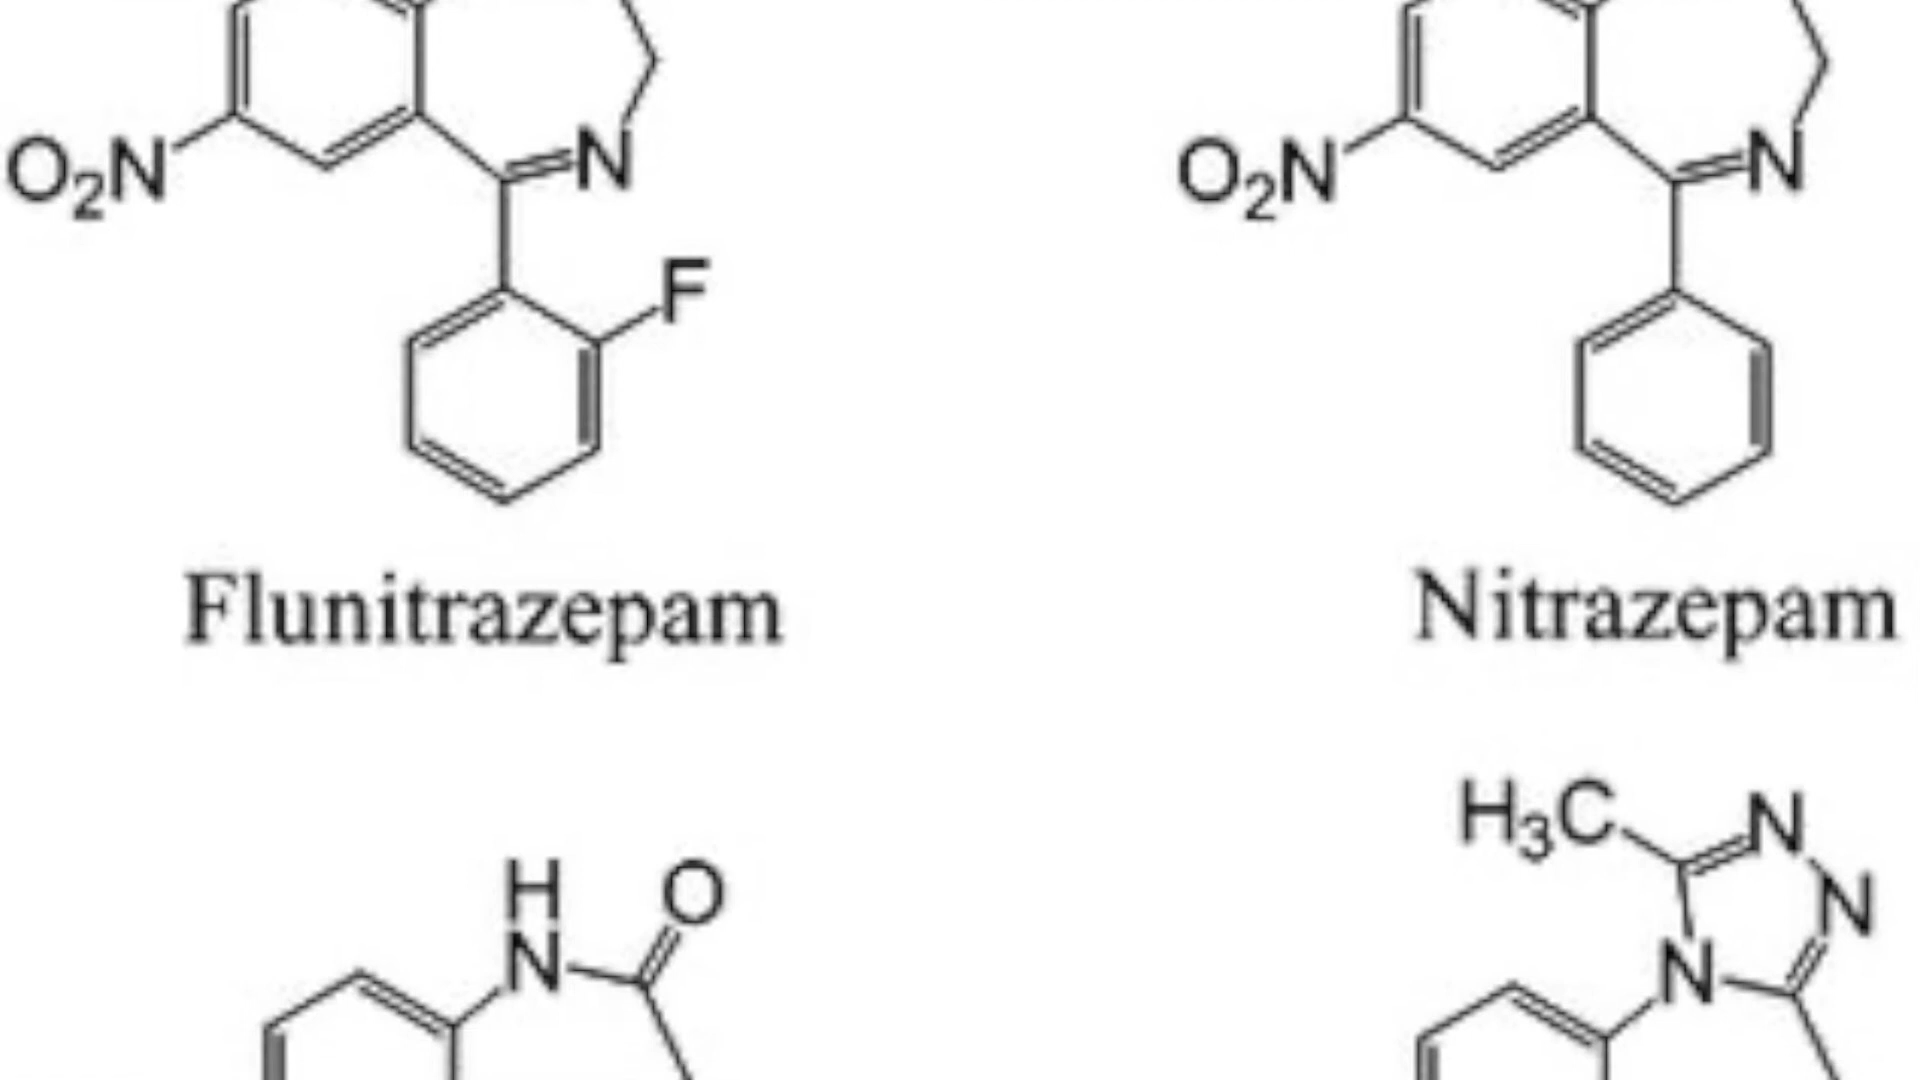 O2N N O2N N
F
Flunitrazepam Nitrazepam
H3C N
H O N
N N